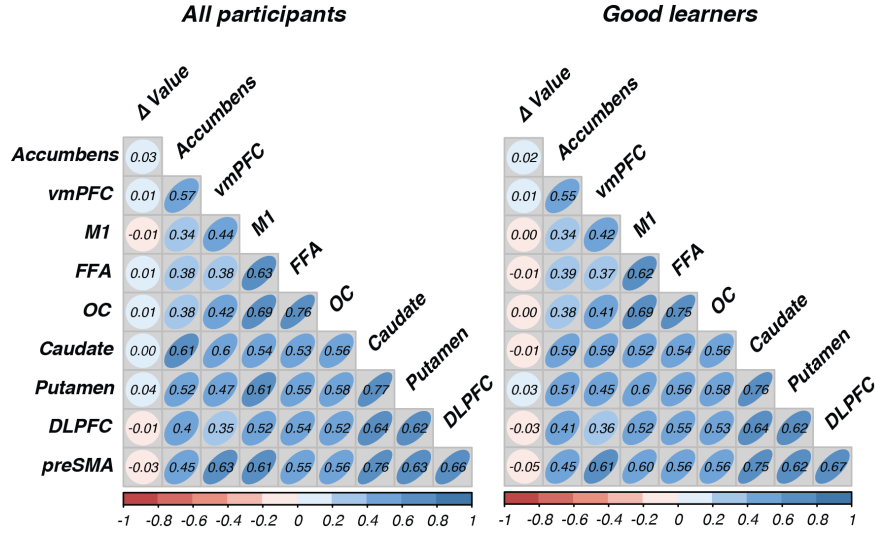 All participants
Good learners
Δ Value
Accumbens
vmPFC
M1
FFA
OC
Caudate
Putamen
DLPFC
Accumbens 0.03
vmPFC 0.01 0.57
M1 -0.01 0.34 0.44
FFA 0.01 0.38 0.38 0.63
OC 0.01 0.38 0.42 0.69 0.76
Caudate 0.00 0.61 0.6 0.54 0.53 0.56
Putamen 0.04 0.52 0.47 0.61 0.55 0.58 0.77
DLPFC -0.01 0.4 0.35 0.52 0.54 0.52 0.64 0.62
preSMA -0.03 0.45 0.63 0.61 0.55 0.56 0.76 0.63 0.66
-1 -0.8 -0.6 -0.4 -0.2 0 0.2 0.4 0.6 0.8 1
Δ Value
Accumbens
vmPFC
M1
FFA
OC
Caudate
Putamen
DLPFC
0.02
0.01 0.55
0.00 0.34 0.42
-0.01 0.39 0.37 0.62
0.00 0.38 0.41 0.69 0.75
-0.01 0.59 0.59 0.52 0.54 0.56
0.03 0.51 0.45 0.6 0.56 0.58 0.76
-0.03 0.41 0.36 0.52 0.55 0.53 0.64 0.62
-0.05 0.45 0.61 0.60 0.56 0.56 0.75 0.62 0.67
-1 -0.8 -0.6 -0.4 -0.2 0 0.2 0.4 0.6 0.8 1